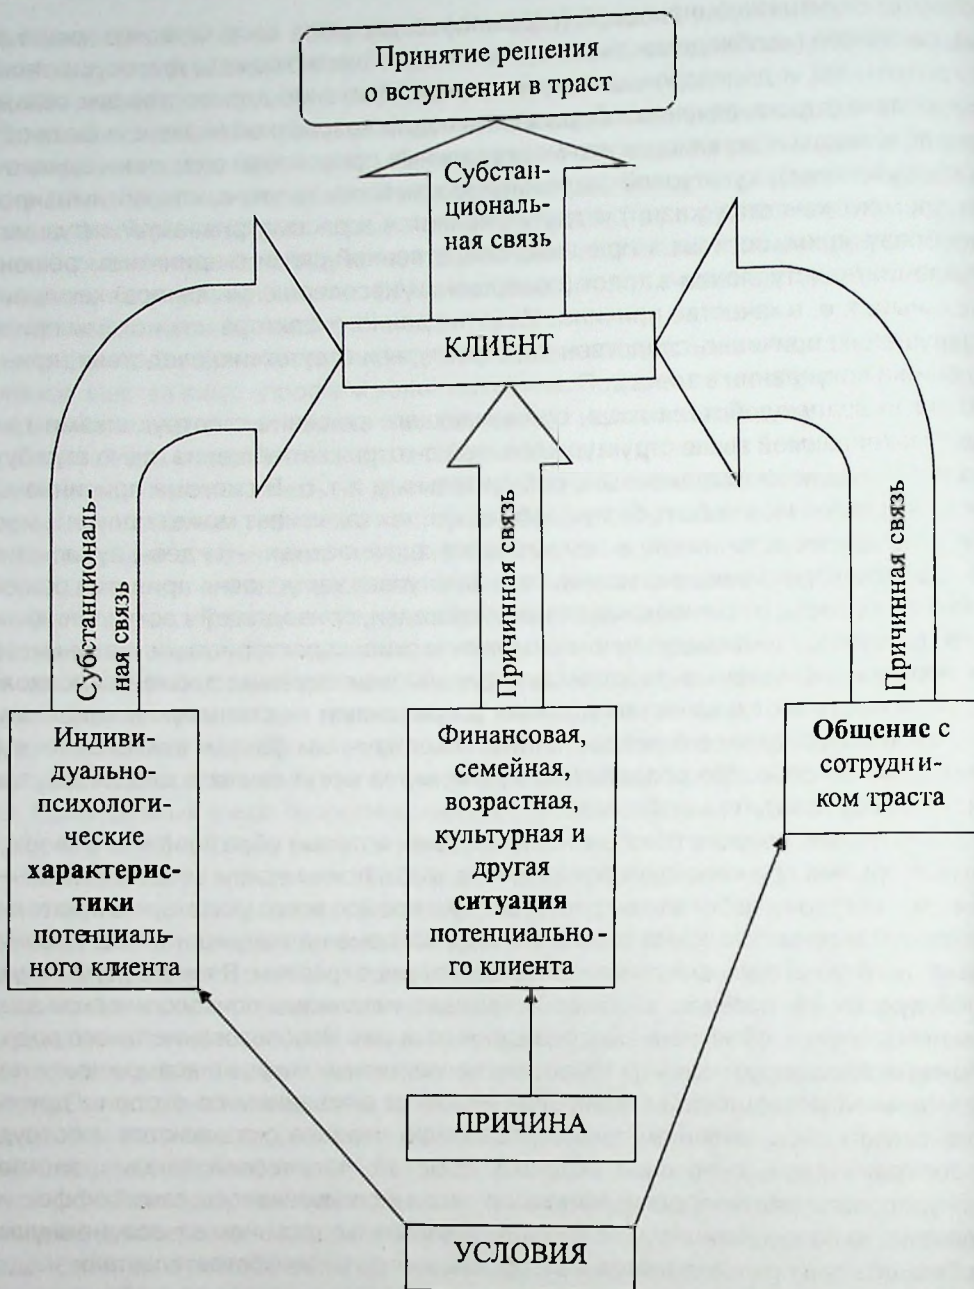 Принятие решения
о вступлении в траст
Субстан-
циональ-
ная связь
КЛИЕНТ
Субстанциональ-
ная связь
Причинная связь
Причинная связь
Индиви-
дуально-
психологи-
ческие
характерис-
тики
потенциаль-
ного клиента
Финансовая,
семейная,
возрастная,
культурная и
другая
ситуация
потенциально-
го клиента
Общение с
сотрудни-
ком траста
ПРИЧИНА
УСЛОВИЯ